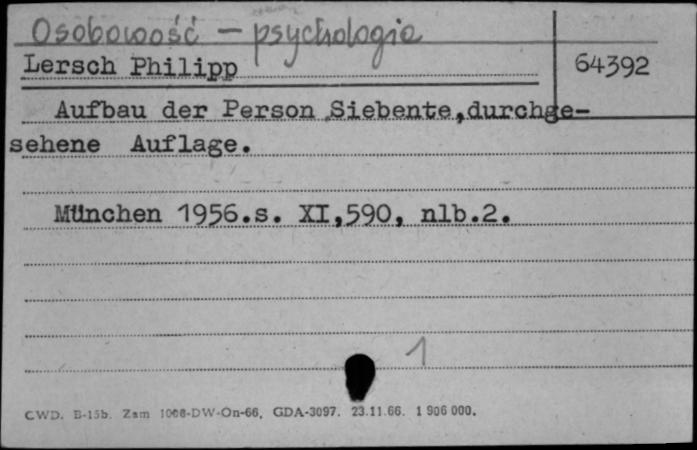 Osobowość - psychologia
Lersch Philipp 64392
Aufbau der Person Siebente,durchge-
sehene Auflage.
München 1956.s. XI,590, nlb.2.
1
CWD. B-15b. Zam 1008-DW-On-66, GDA-3097. 23.11.66. 1 906 000.